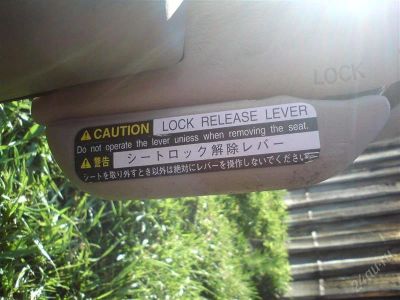 LOCK
⚠CAUTION LOCK RELEASE LEVER
Do not operate the lever unless when removing the seat.
⚠警告 シートロック解除レバー
シートを取り外すとき以外は絶対にレバーを操作しないでください
24au.ru